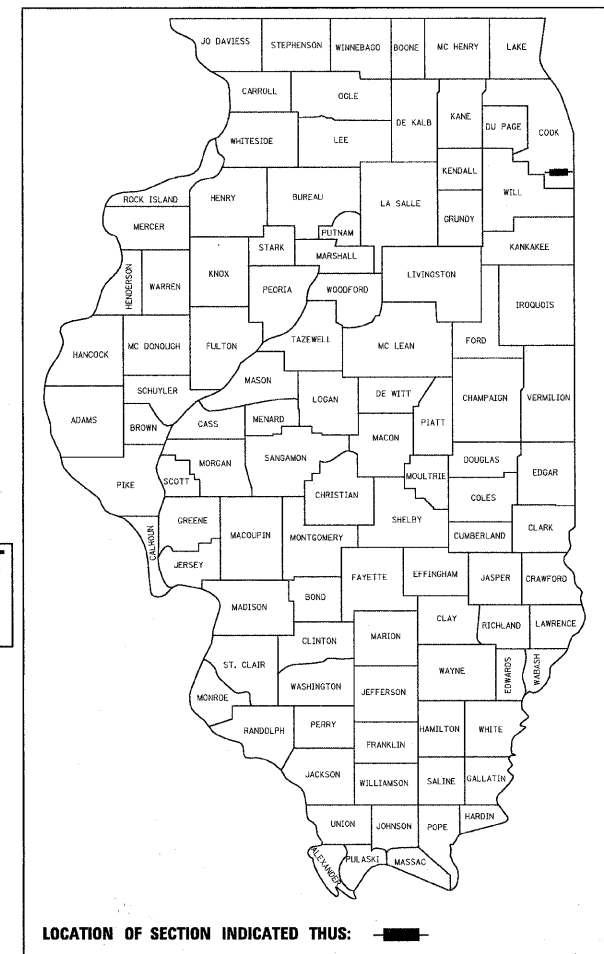 JO DAVIESS
STEPHENSON
WINNEBAGO
BOONE
MC HENRY
LAKE
CARROLL
OGLE
DE KALB
KANE
DU PAGE
COOK
WHITESIDE
LEE
KENDALL
WILL
ROCK ISLAND
HENRY
BUREAU
LA SALLE
GRUNDY
MERCER
PUTNAM
KANKAKEE
STARK
MARSHALL
HENDERSON
WARREN
KNOX
PEORIA
WOODFORD
LIVINGSTON
IROQUOIS
HANCOCK
MC DONOUGH
FULTON
TAZEWELL
MC LEAN
FORD
MASON
SCHUYLER
LOGAN
DE WITT
CHAMPAIGN
VERMILION
ADAMS
BROWN
CASS
MENARD
MACON
PIATT
PIKE
SCOTT
MORGAN
SANGAMON
CHRISTIAN
MOULTRIE
DOUGLAS
EDGAR
COLES
CALHOUN
GREENE
MACOUPIN
MONTGOMERY
SHELBY
CUMBERLAND
CLARK
JERSEY
FAYETTE
EFFINGHAM
JASPER
CRAWFORD
MADISON
BOND
CLINTON
MARION
CLAY
RICHLAND
LAWRENCE
ST. CLAIR
WASHINGTON
WAYNE
EDWARDS
WABASH
MONROE
JEFFERSON
RANDOLPH
PERRY
HAMILTON
WHITE
FRANKLIN
JACKSON
WILLIAMSON
SALINE
GALLATIN
UNION
JOHNSON
POPE
HARDIN
ALEXANDER
PULASKI
MASSAC
LOCATION OF SECTION INDICATED THUS: